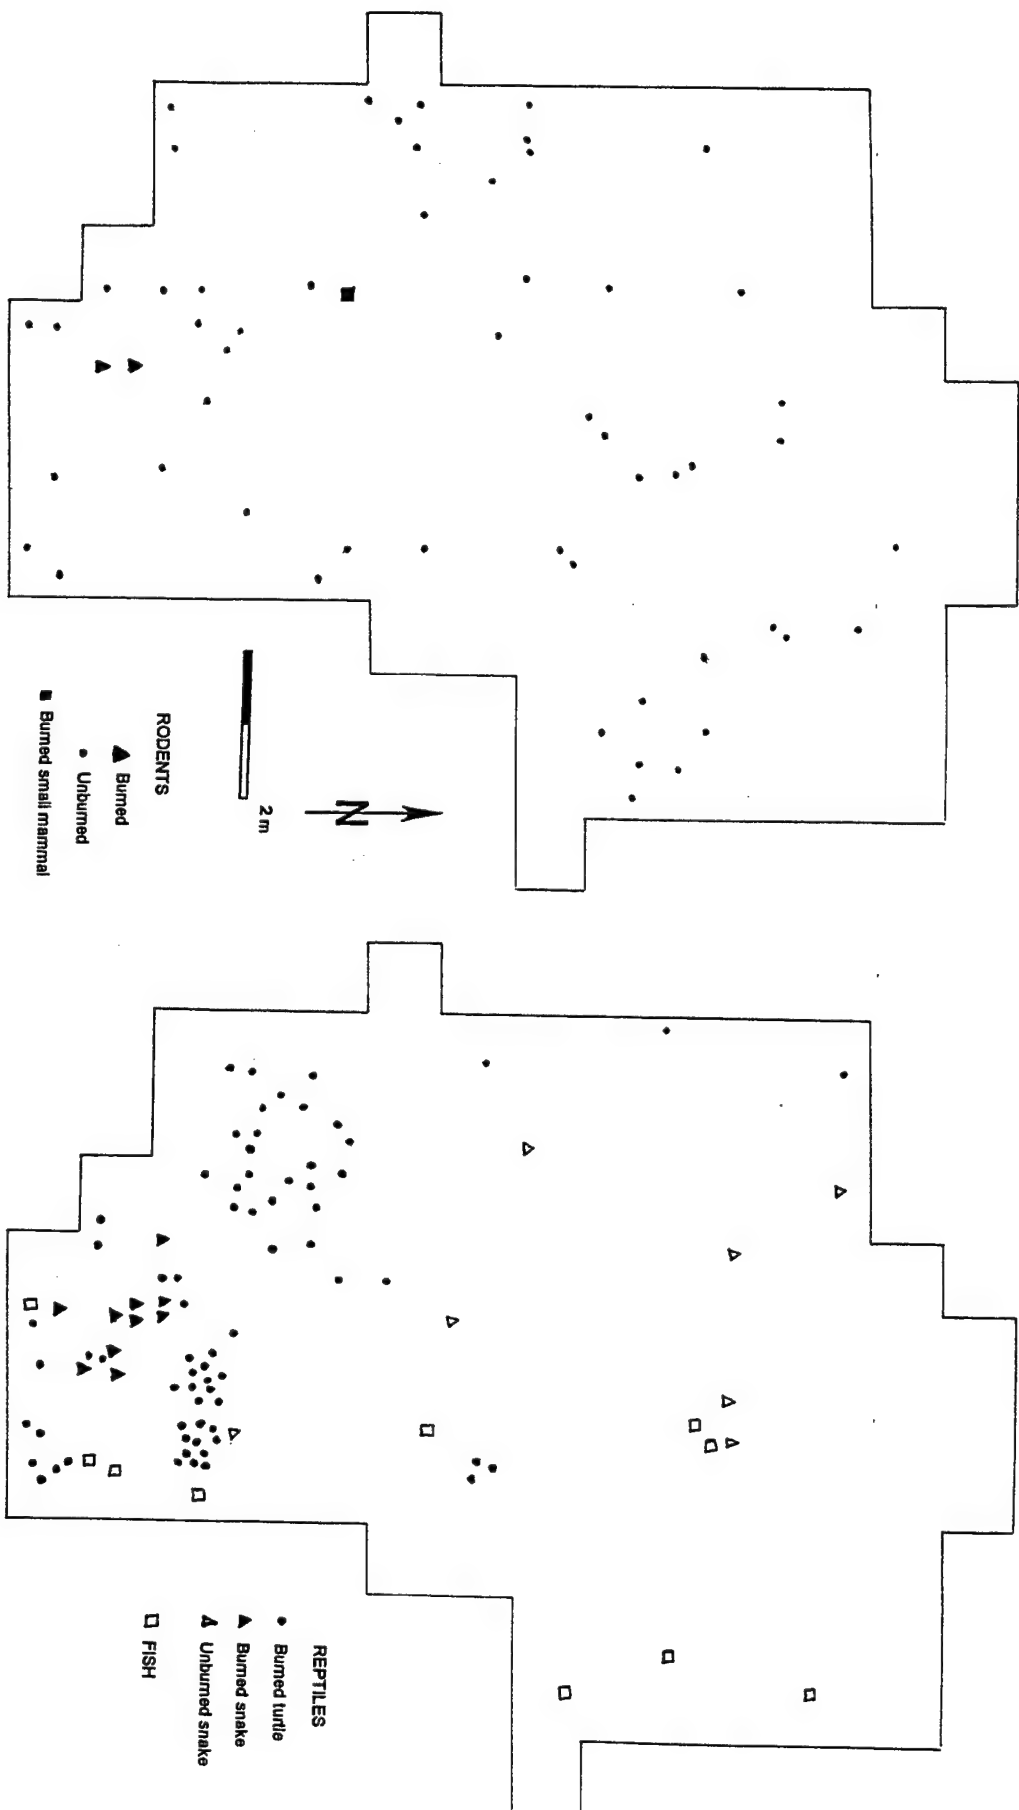 RODENTS
▲ Burned
• Unburned
■ Burned small mammal
2 m
N
REPTILES
• Burned turtle
▲ Burned snake
△ Unburned snake
□ FISH